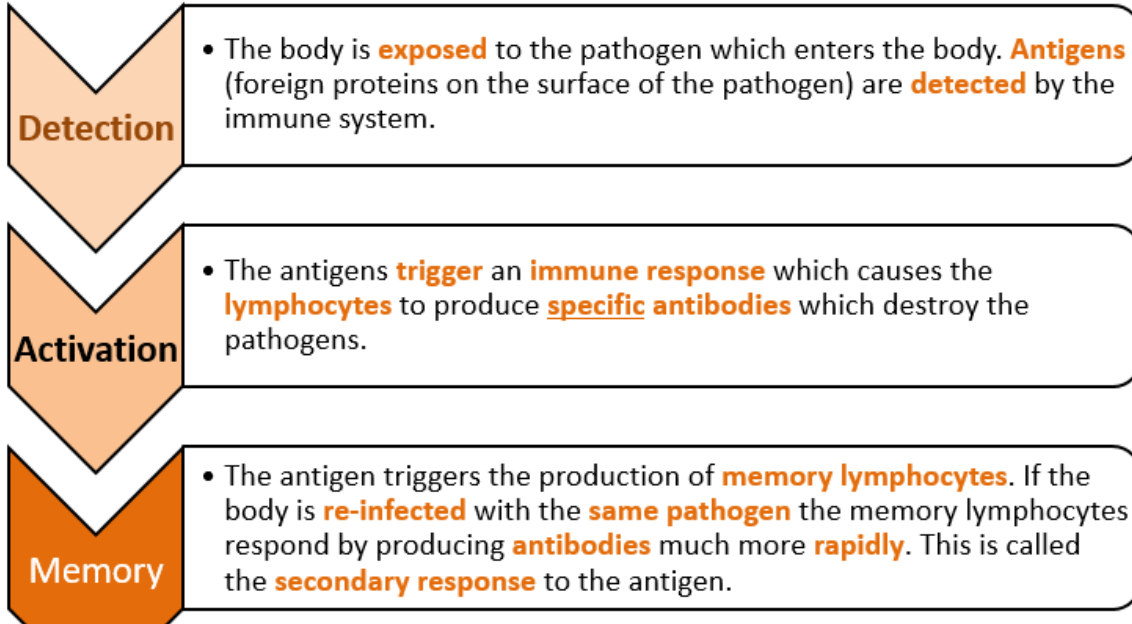 Detection
• The body is exposed to the pathogen which enters the body. Antigens
(foreign proteins on the surface of the pathogen) are detected by the
immune system.
Activation
• The antigens trigger an immune response which causes the
lymphocytes to produce specific antibodies which destroy the
pathogens.
Memory
• The antigen triggers the production of memory lymphocytes. If the
body is re-infected with the same pathogen the memory lymphocytes
respond by producing antibodies much more rapidly. This is called
the secondary response to the antigen.